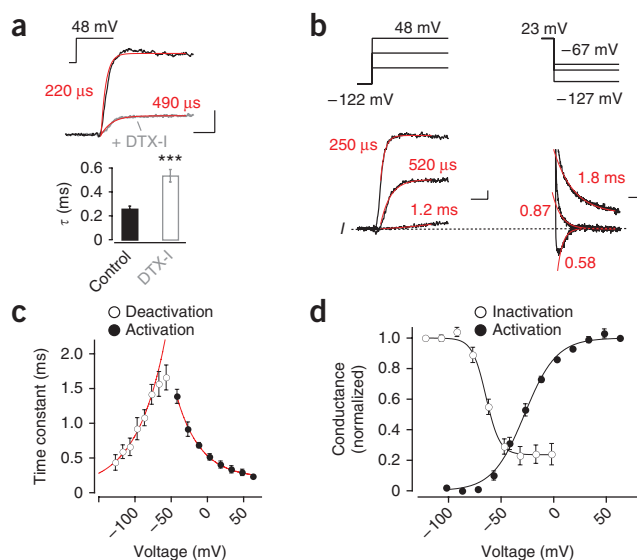 a
48 mV
220 μs
490 μs
+ DTX-I
***
0.6
0.4
0.2
0
τ (ms)
Control
DTX-I
b
48 mV
−122 mV
23 mV
−67 mV
−127 mV
250 μs
520 μs
1.2 ms
I
1.8 ms
0.87
0.58
c
Deactivation
Activation
2.0
1.5
1.0
0.5
0
Time constant (ms)
−100
−50
0
50
Voltage (mV)
d
Inactivation
Activation
1.0
0.8
0.6
0.4
0.2
0
Conductance
(normalized)
−100
−50
0
50
Voltage (mV)